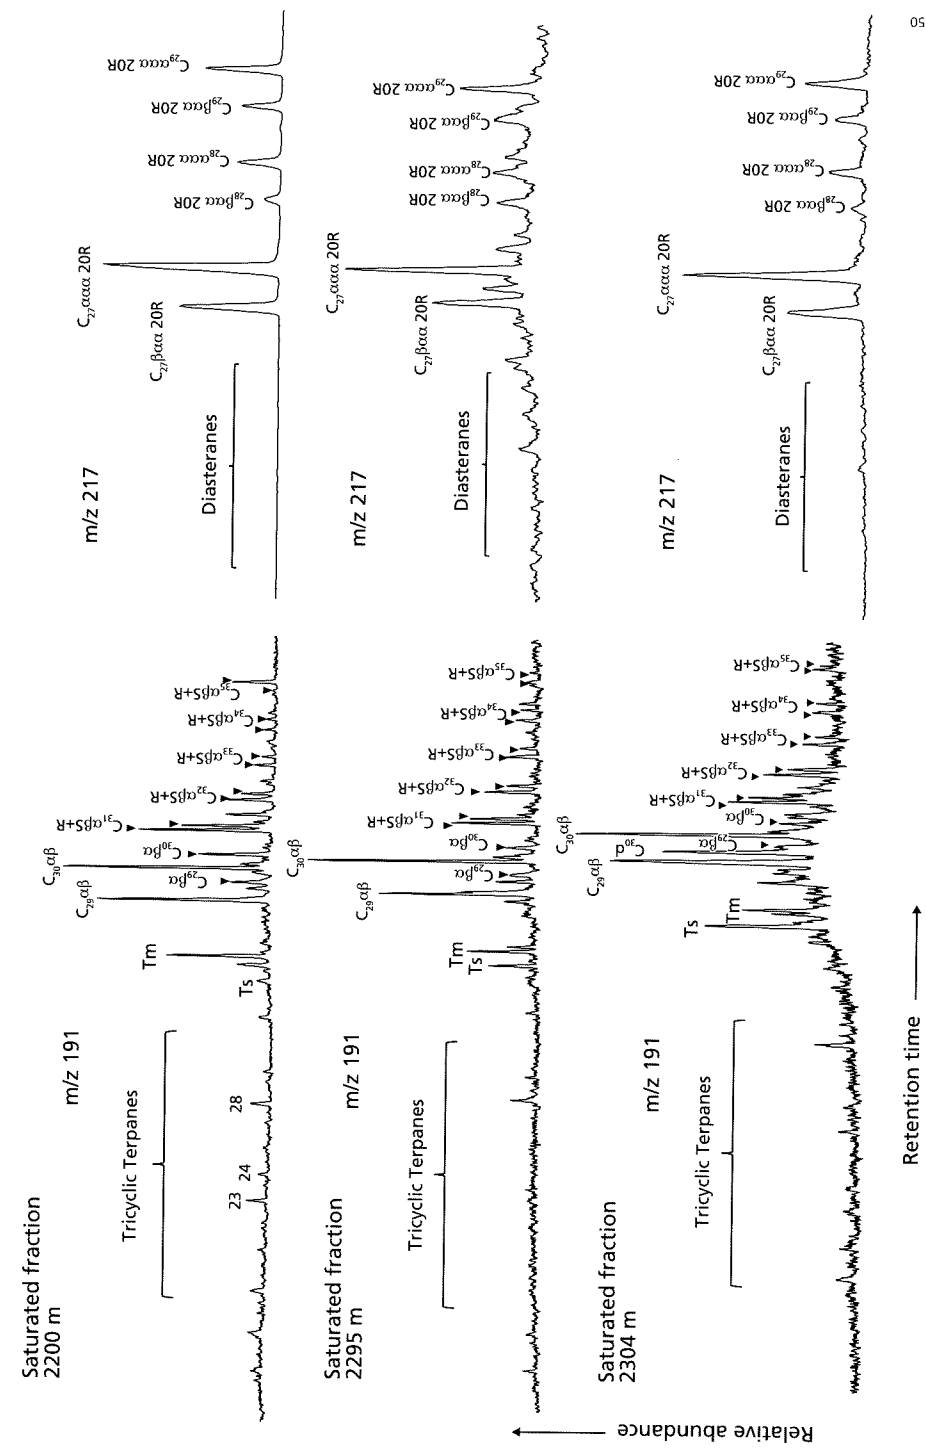 Saturated fraction
2200 m
m/z 191
Tricyclic Terpanes
23
24
28
Ts
Tm
C29αβ
C29βα
C30αβ
C30βα
C31αβS+R
C32αβS+R
C33αβS+R
C34αβS+R
C35αβS+R
m/z 217
Diasteranes
C27βαα 20R
C27ααα 20R
C28βαα 20R
C28ααα 20R
C29βαα 20R
C29ααα 20R
Saturated fraction
2295 m
m/z 191
Tricyclic Terpanes
Ts
Tm
C29αβ
C29βα
C30αβ
C30βα
C31αβS+R
C32αβS+R
C33αβS+R
C34αβS+R
C35αβS+R
m/z 217
Diasteranes
C27βαα 20R
C27ααα 20R
C28βαα 20R
C28ααα 20R
C29βαα 20R
C29ααα 20R
Saturated fraction
2304 m
m/z 191
Tricyclic Terpanes
Ts
Tm
C29αβ
C30d
C29βα
C30αβ
C30βα
C31αβS+R
C32αβS+R
C33αβS+R
C34αβS+R
C35αβS+R
m/z 217
Diasteranes
C27βαα 20R
C27ααα 20R
C28βαα 20R
C28ααα 20R
C29βαα 20R
C29ααα 20R
Relative abundance
Retention time
50